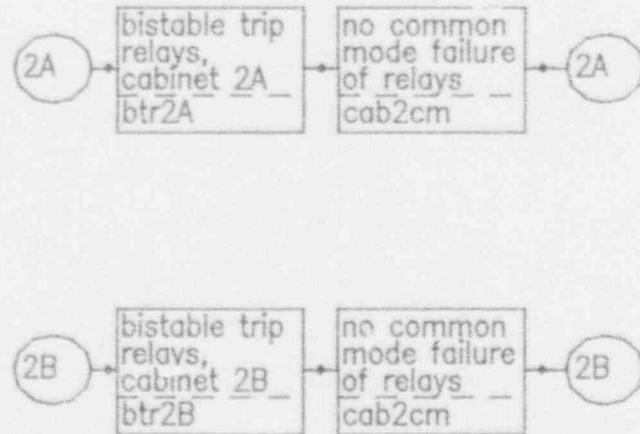 2A
bistable trip
relays,
cabinet 2A
btr2A
no common
mode failure
of relays
cab2cm
2A
2B
bistable trip
relays,
cabinet 2B
btr2B
no common
mode failure
of relays
cab2cm
2B